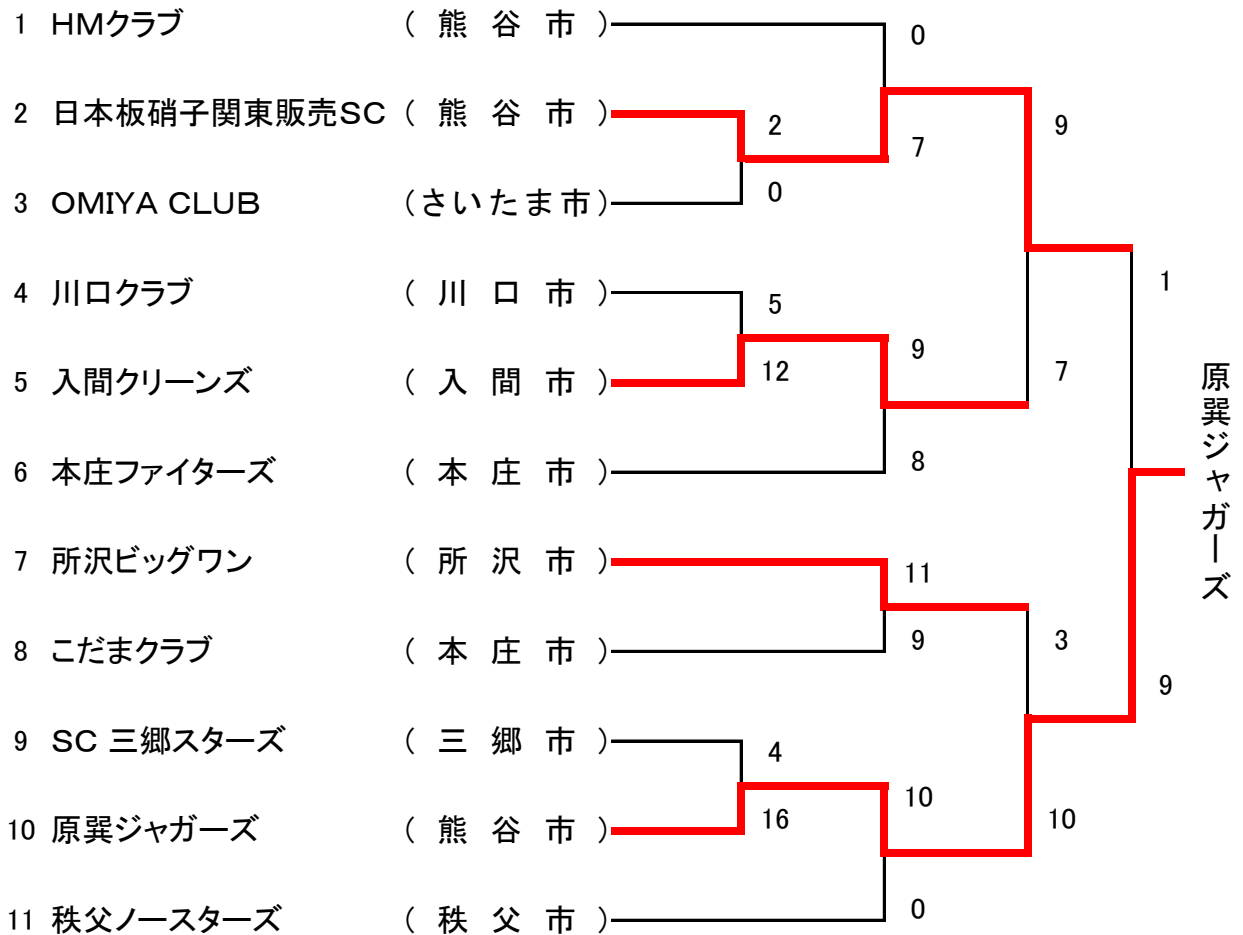 1 HMクラブ (熊谷市)
0
2 日本板硝子関東販売SC (熊谷市)
2
7
9
3 OMIYA CLUB (さいたま市)
0
4 川口クラブ (川口市)
5
1
5 入間クリーンズ (入間市)
12
9
7
6 本庄ファイターズ (本庄市)
8
原巽ジャガーズ
7 所沢ビッグワン (所沢市)
11
8 こだまクラブ (本庄市)
9
3
9
9 SC 三郷スターズ (三郷市)
4
10 原巽ジャガーズ (熊谷市)
16
10
10
11 秩父ノースターズ (秩父市)
0